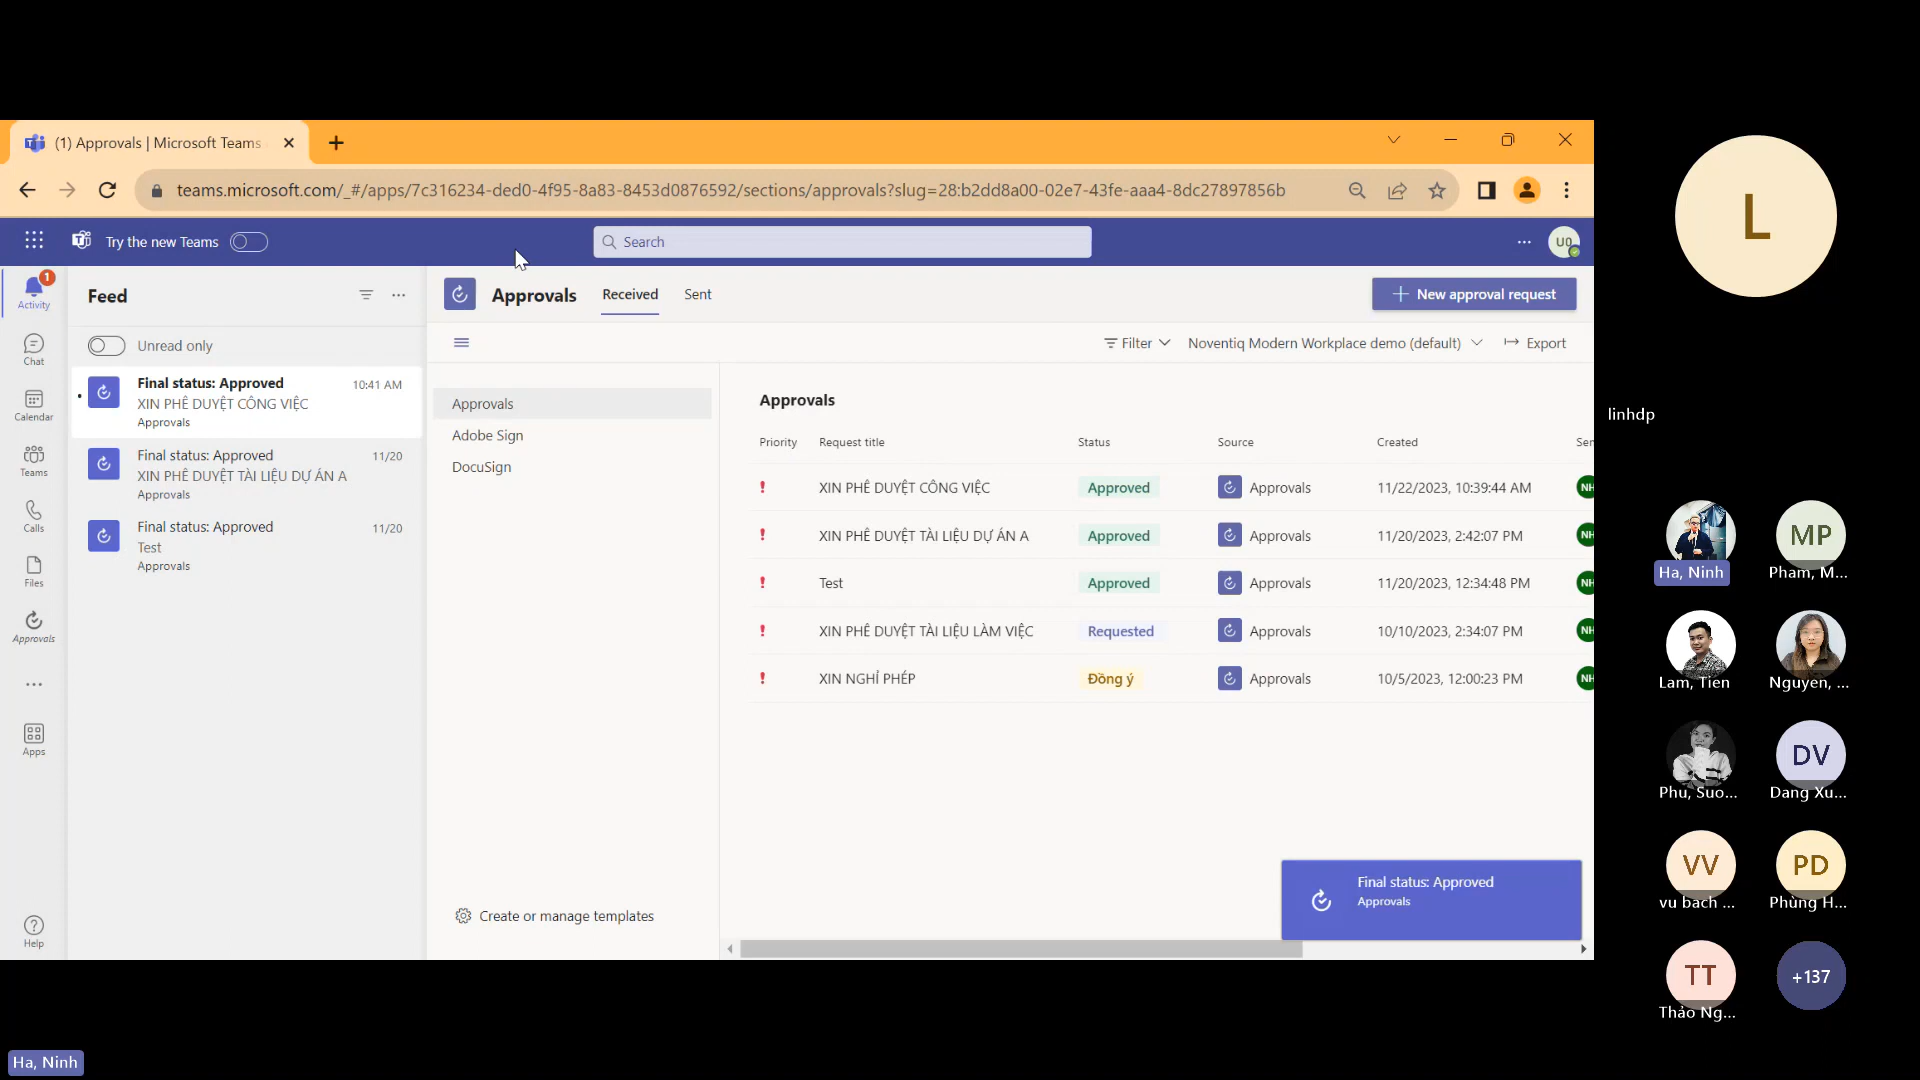 (1) Approvals | Microsoft Teams
teams.microsoft.com/_#/apps/7c316234-ded0-4f95-8a83-8453d0876592/sections/approvals?slug=28:b2dd8a00-02e7-43fe-aaa4-8dc27897856b
Try the new Teams
Search
U0
1
Activity
Chat
Calendar
Teams
Calls
Files
Approvals
Apps
Help
Feed
Unread only
Final status: Approved 10:41 AM
XIN PHÊ DUYỆT CÔNG VIỆC
Approvals
Final status: Approved 11/20
XIN PHÊ DUYỆT TÀI LIỆU DỰ ÁN A
Approvals
Final status: Approved 11/20
Test
Approvals
Approvals Received Sent
New approval request
Filter Noventiq Modern Workplace demo (default) Export
Approvals
Adobe Sign
DocuSign
Create or manage templates
Approvals
Priority Request title Status Source Created Sen
! XIN PHÊ DUYỆT CÔNG VIỆC Approved Approvals 11/22/2023, 10:39:44 AM NH
! XIN PHÊ DUYỆT TÀI LIỆU DỰ ÁN A Approved Approvals 11/20/2023, 2:42:07 PM NH
! Test Approved Approvals 11/20/2023, 12:34:48 PM NH
! XIN PHÊ DUYỆT TÀI LIỆU LÀM VIỆC Requested Approvals 10/10/2023, 2:34:07 PM NH
! XIN NGHỈ PHÉP Đồng ý Approvals 10/5/2023, 12:00:23 PM NH
Final status: Approved
Approvals
L
linhdp
MP
Ha, Ninh Pham, M...
Lam, Tien Nguyen, ...
DV
Phu, Suo... Dang Xu...
VV PD
vu bach ... Phùng H...
TT +137
Thảo Ng...
Ha, Ninh